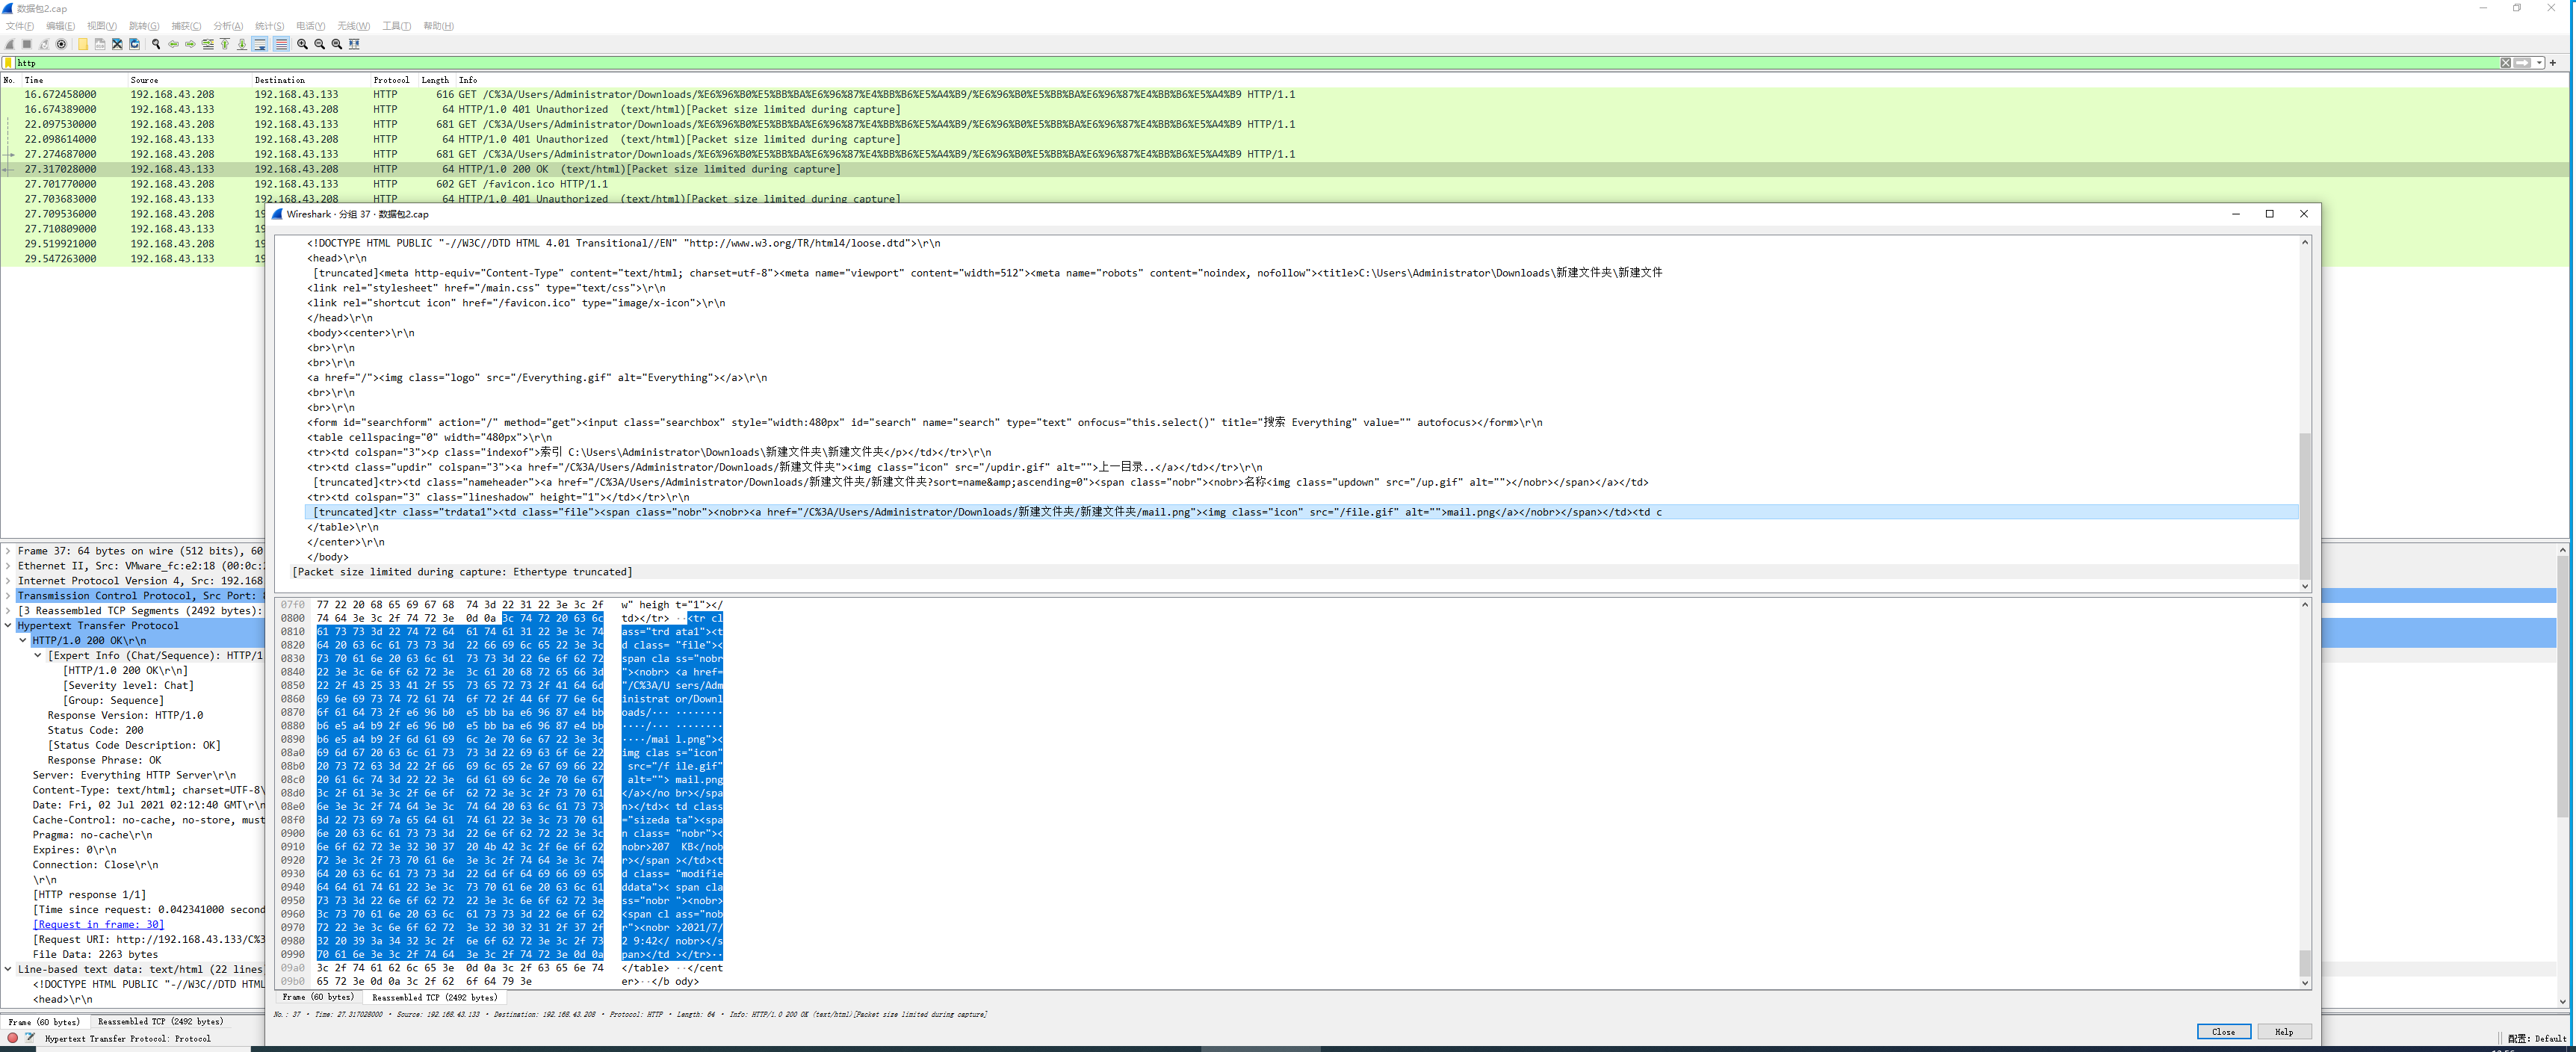 数据包2.cap
文件(F) 编辑(E) 视图(V) 跳转(G) 捕获(C) 分析(A) 统计(S) 电话(Y) 无线(W) 工具(T) 帮助(H)
http
No. Time Source Destination Protocol Length Info
16.672458000 192.168.43.208 192.168.43.133 HTTP 616 GET /C%3A/Users/Administrator/Downloads/%E6%96%B0%E5%BB%BA%E6%96%87%E4%BB%B6%E5%A4%B9/%E6%96%B0%E5%BB%BA%E6%96%87%E4%BB%B6%E5%A4%B9 HTTP/1.1
16.674389000 192.168.43.133 192.168.43.208 HTTP 64 HTTP/1.0 401 Unauthorized (text/html)[Packet size limited during capture]
22.097530000 192.168.43.208 192.168.43.133 HTTP 681 GET /C%3A/Users/Administrator/Downloads/%E6%96%B0%E5%BB%BA%E6%96%87%E4%BB%B6%E5%A4%B9/%E6%96%B0%E5%BB%BA%E6%96%87%E4%BB%B6%E5%A4%B9 HTTP/1.1
22.098614000 192.168.43.133 192.168.43.208 HTTP 64 HTTP/1.0 401 Unauthorized (text/html)[Packet size limited during capture]
27.274687000 192.168.43.208 192.168.43.133 HTTP 681 GET /C%3A/Users/Administrator/Downloads/%E6%96%B0%E5%BB%BA%E6%96%87%E4%BB%B6%E5%A4%B9/%E6%96%B0%E5%BB%BA%E6%96%87%E4%BB%B6%E5%A4%B9 HTTP/1.1
27.317028000 192.168.43.133 192.168.43.208 HTTP 64 HTTP/1.0 200 OK (text/html)[Packet size limited during capture]
27.701770000 192.168.43.208 192.168.43.133 HTTP 602 GET /favicon.ico HTTP/1.1
27.703683000 192.168.43.133 192.168.43.208 HTTP 64 HTTP/1.0 401 Unauthorized (text/html)[Packet size limited during capture]
27.709536000 192.168.43.208 19
27.710809000 192.168.43.133 19
29.519921000 192.168.43.208 19
29.547263000 192.168.43.133 19
Wireshark · 分组 37 · 数据包2.cap
<!DOCTYPE HTML PUBLIC "-//W3C//DTD HTML 4.01 Transitional//EN" "http://www.w3.org/TR/html4/loose.dtd">\r\n
<head>\r\n
[truncated]<meta http-equiv="Content-Type" content="text/html; charset=utf-8"><meta name="viewport" content="width=512"><meta name="robots" content="noindex, nofollow"><title>C:\Users\Administrator\Downloads\新建文件夹\新建文件
<link rel="stylesheet" href="/main.css" type="text/css">\r\n
<link rel="shortcut icon" href="/favicon.ico" type="image/x-icon">\r\n
</head>\r\n
<body><center>\r\n
<br>\r\n
<br>\r\n
<a href="/"><img class="logo" src="/Everything.gif" alt="Everything"></a>\r\n
<br>\r\n
<br>\r\n
<form id="searchform" action="/" method="get"><input class="searchbox" style="width:480px" id="search" name="search" type="text" onfocus="this.select()" title="搜索 Everything" value="" autofocus></form>\r\n
<table cellspacing="0" width="480px">\r\n
<tr><td colspan="3"><p class="indexof">索引 C:\Users\Administrator\Downloads\新建文件夹\新建文件夹</p></td></tr>\r\n
<tr><td class="updir" colspan="3"><a href="/C%3A/Users/Administrator/Downloads/新建文件夹"><img class="icon" src="/updir.gif" alt="">上一目录..</a></td></tr>\r\n
[truncated]<tr><td class="nameheader"><a href="/C%3A/Users/Administrator/Downloads/新建文件夹/新建文件夹?sort=name&amp;ascending=0"><span class="nobr"><nobr>名称<img class="updown" src="/up.gif" alt=""></nobr></span></a></td>
<tr><td colspan="3" class="lineshadow" height="1"></td></tr>\r\n
[truncated]<tr class="trdata1"><td class="file"><span class="nobr"><nobr><a href="/C%3A/Users/Administrator/Downloads/新建文件夹/新建文件夹/mail.png"><img class="icon" src="/file.gif" alt="">mail.png</a></nobr></span></td><td c
</table>\r\n
</center>\r\n
</body>
[Packet size limited during capture: Ethertype truncated]
07f0 77 22 20 68 65 69 67 68 74 3d 22 31 22 3e 3c 2f w" heigh t="1"></
0800 74 64 3e 3c 2f 74 72 3e 0d 0a 3c 74 72 20 63 6c td></tr> ··<tr cl
0810 61 73 73 3d 22 74 72 64 61 74 61 31 22 3e 3c 74 ass="trd ata1"><t
0820 64 20 63 6c 61 73 73 3d 22 66 69 6c 65 22 3e 3c d class= "file"><
0830 73 70 61 6e 20 63 6c 61 73 73 3d 22 6e 6f 62 72 span cla ss="nobr
0840 22 3e 3c 6e 6f 62 72 3e 3c 61 20 68 72 65 66 3d "><nobr> <a href=
0850 22 2f 43 25 33 41 2f 55 73 65 72 73 2f 41 64 6d "/C%3A/U sers/Adm
0860 69 6e 69 73 74 72 61 74 6f 72 2f 44 6f 77 6e 6c inistrat or/Downl
0870 6f 61 64 73 2f e6 96 b0 e5 bb ba e6 96 87 e4 bb oads/··· ········
0880 b6 e5 a4 b9 2f e6 96 b0 e5 bb ba e6 96 87 e4 bb ····/··· ········
0890 b6 e5 a4 b9 2f 6d 61 69 6c 2e 70 6e 67 22 3e 3c ····/mai l.png"><
08a0 69 6d 67 20 63 6c 61 73 73 3d 22 69 63 6f 6e 22 img clas s="icon"
08b0 20 73 72 63 3d 22 2f 66 69 6c 65 2e 67 69 66 22 src="/f ile.gif"
08c0 20 61 6c 74 3d 22 22 3e 6d 61 69 6c 2e 70 6e 67 alt=""> mail.png
08d0 3c 2f 61 3e 3c 2f 6e 6f 62 72 3e 3c 2f 73 70 61 </a></no br></spa
08e0 6e 3e 3c 2f 74 64 3e 3c 74 64 20 63 6c 61 73 73 n></td>< td class
08f0 3d 22 73 69 7a 65 64 61 74 61 22 3e 3c 73 70 61 ="sizeda ta"><spa
0900 6e 20 63 6c 61 73 73 3d 22 6e 6f 62 72 22 3e 3c n class= "nobr"><
0910 6e 6f 62 72 3e 32 30 37 20 4b 42 3c 2f 6e 6f 62 nobr>207 KB</nob
0920 72 3e 3c 2f 73 70 61 6e 3e 3c 2f 74 64 3e 3c 74 r></span ></td><t
0930 64 20 63 6c 61 73 73 3d 22 6d 6f 64 69 66 69 65 d class= "modifie
0940 64 64 61 74 61 22 3e 3c 73 70 61 6e 20 63 6c 61 ddata">< span cla
0950 73 73 3d 22 6e 6f 62 72 22 3e 3c 6e 6f 62 72 3e ss="nobr "><nobr>
0960 3c 73 70 61 6e 20 63 6c 61 73 73 3d 22 6e 6f 62 <span cl ass="nob
0970 72 22 3e 3c 6e 6f 62 72 3e 32 30 32 31 2f 37 2f r"><nobr >2021/7/
0980 32 20 39 3a 34 32 3c 2f 6e 6f 62 72 3e 3c 2f 73 2 9:42</ nobr></s
0990 70 61 6e 3e 3c 2f 74 64 3e 3c 2f 74 72 3e 0d 0a pan></td ></tr>··
09a0 3c 2f 74 61 62 6c 65 3e 0d 0a 3c 2f 63 65 6e 74 </table> ··</cent
09b0 65 72 3e 0d 0a 3c 2f 62 6f 64 79 3e er>··</b ody>
Frame (60 bytes) Reassembled TCP (2492 bytes)
No.: 37 · Time: 27.317028000 · Source: 192.168.43.133 · Destination: 192.168.43.208 · Protocol: HTTP · Length: 64 · Info: HTTP/1.0 200 OK (text/html)[Packet size limited during capture]
Close Help
Frame 37: 64 bytes on wire (512 bits), 60
Ethernet II, Src: VMware_fc:e2:18 (00:0c:2
Internet Protocol Version 4, Src: 192.168
Transmission Control Protocol, Src Port: 8
[3 Reassembled TCP Segments (2492 bytes):
Hypertext Transfer Protocol
HTTP/1.0 200 OK\r\n
[Expert Info (Chat/Sequence): HTTP/1
[HTTP/1.0 200 OK\r\n]
[Severity level: Chat]
[Group: Sequence]
Response Version: HTTP/1.0
Status Code: 200
[Status Code Description: OK]
Response Phrase: OK
Server: Everything HTTP Server\r\n
Content-Type: text/html; charset=UTF-8\
Date: Fri, 02 Jul 2021 02:12:40 GMT\r\n
Cache-Control: no-cache, no-store, must
Pragma: no-cache\r\n
Expires: 0\r\n
Connection: Close\r\n
\r\n
[HTTP response 1/1]
[Time since request: 0.042341000 second
[Request in frame: 30]
[Request URI: http://192.168.43.133/C%3
File Data: 2263 bytes
Line-based text data: text/html (22 lines
<!DOCTYPE HTML PUBLIC "-//W3C//DTD HTML
<head>\r\n
Frame (60 bytes) Reassembled TCP (2492 bytes)
Hypertext Transfer Protocol: Protocol
配置: Default